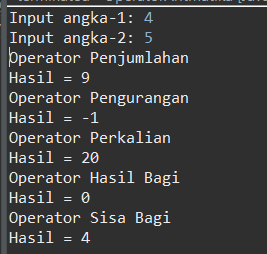 Input angka-1: 4
Input angka-2: 5
Operator Penjumlahan
Hasil = 9
Operator Pengurangan
Hasil = -1
Operator Perkalian
Hasil = 20
Operator Hasil Bagi
Hasil = 0
Operator Sisa Bagi
Hasil = 4